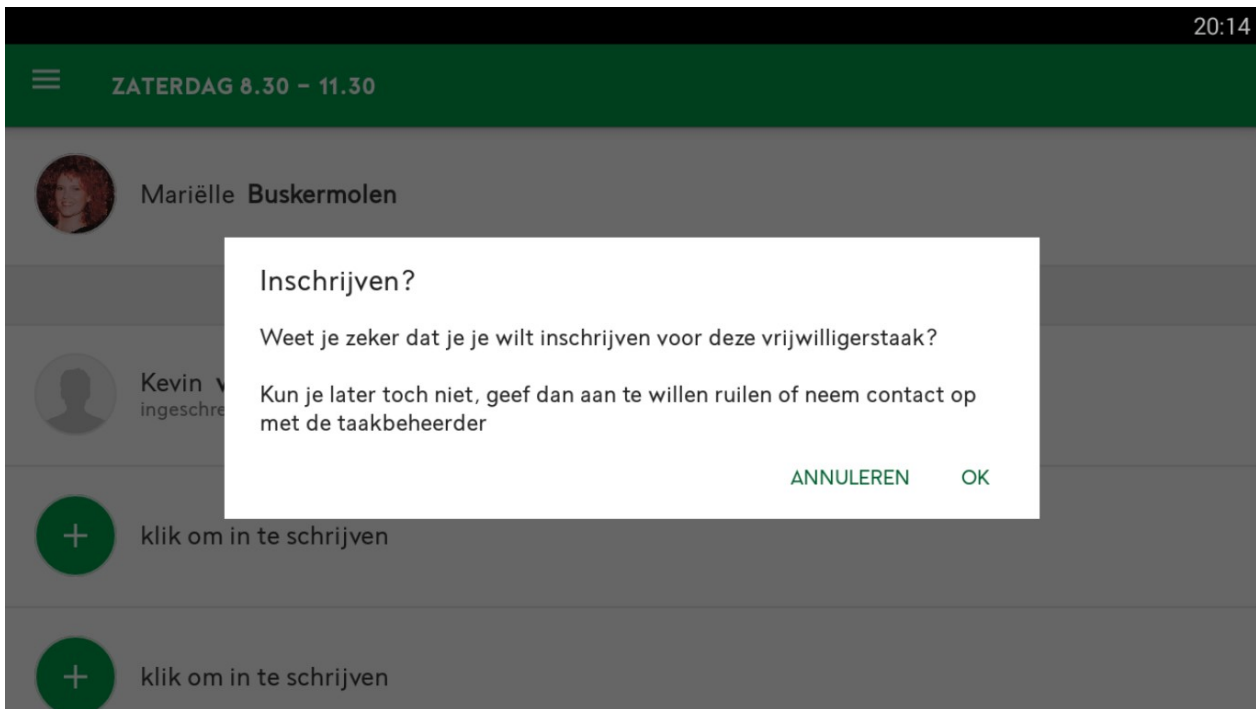 20:14
ZATERDAG 8.30 – 11.30
Mariëlle Buskermolen
Inschrijven?
Weet je zeker dat je je wilt inschrijven voor deze vrijwilligerstaak?
Kun je later toch niet, geef dan aan te willen ruilen of neem contact op
met de taakbeheerder
ANNULEREN OK
Kevin
klik om in te schrijven
klik om in te schrijven